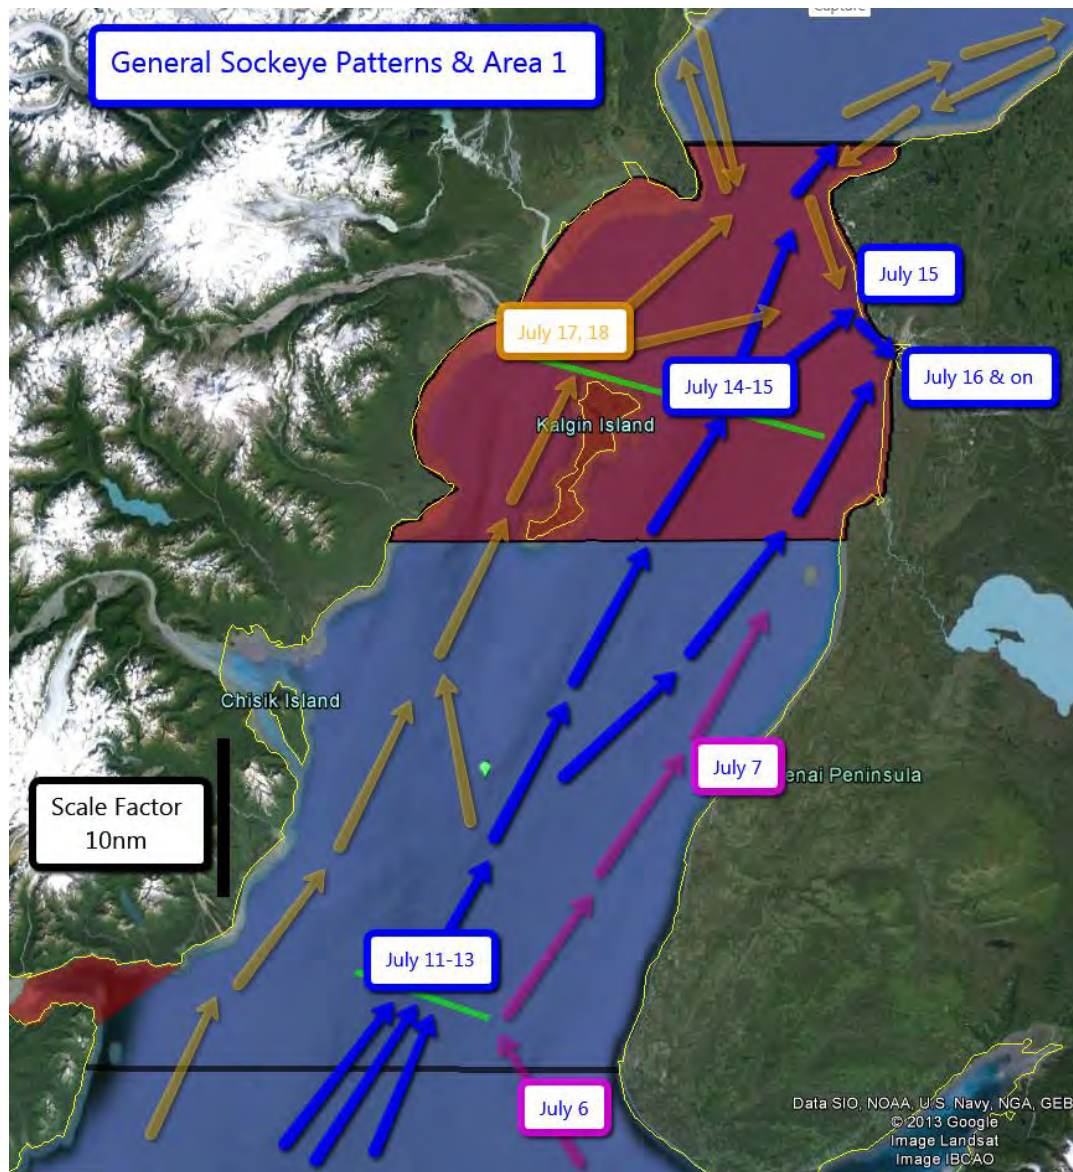 Capture
General Sockeye Patterns & Area 1
July 15
July 17, 18
July 14-15
July 16 & on
Kalgin Island
Chisik Island
July 7
enai Peninsula
Scale Factor
10nm
July 11-13
July 6
Data SIO, NOAA, U.S. Navy, NGA, GEB
© 2013 Google
Image Landsat
Image IBCAO